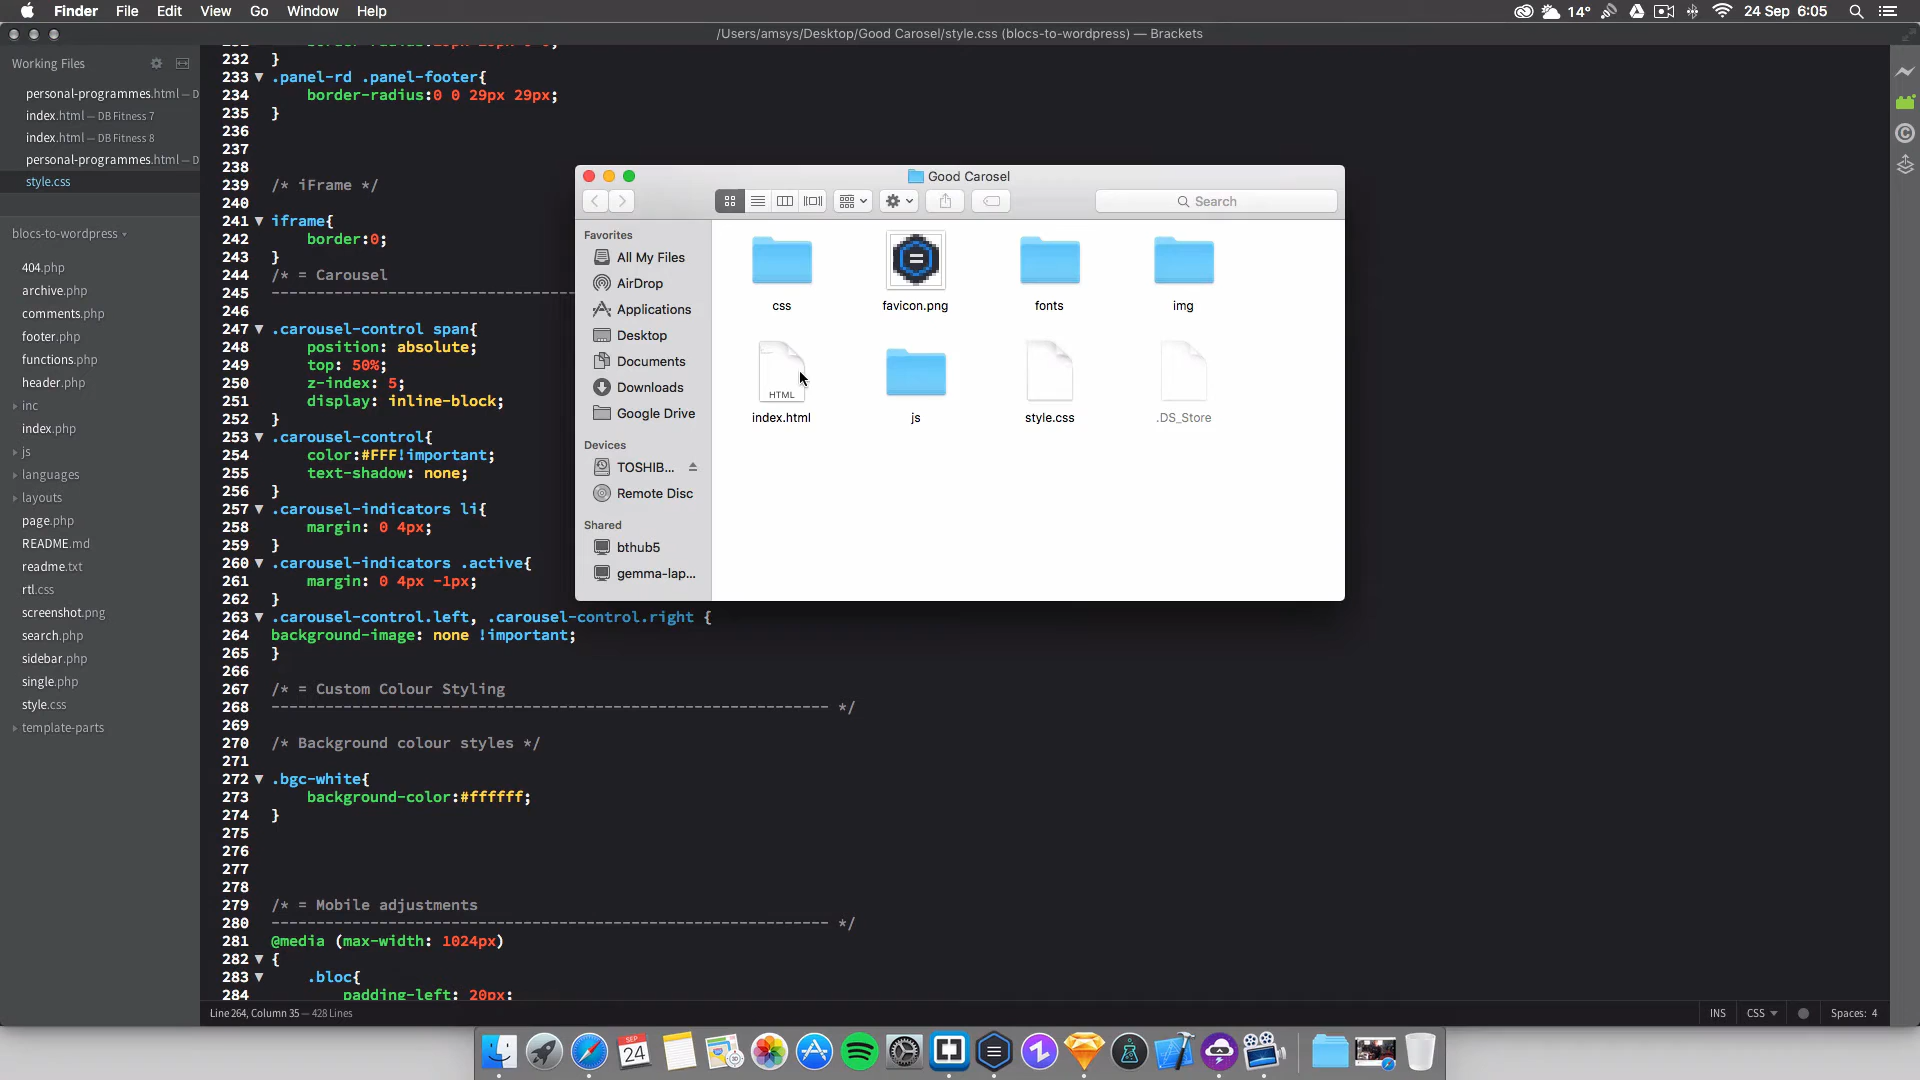 Finder File Edit View Go Window Help 14° 24 Sep 6:05
/Users/amsys/Desktop/Good Carosel/style.css (blocs-to-wordpress) — Brackets
Working Files
personal-programmes.html — D
index.html — DB Fitness 7
index.html — DB Fitness 8
personal-programmes.html — D
style.css
blocs-to-wordpress
404.php
archive.php
comments.php
footer.php
functions.php
header.php
inc
index.php
js
languages
layouts
page.php
README.md
readme.txt
rtl.css
screenshot.png
search.php
sidebar.php
single.php
style.css
template-parts
232 }
233 .panel-rd .panel-footer{
234 border-radius:0 0 29px 29px;
235 }
236
237
238
239 /* iFrame */
240
241 iframe{
242 border:0;
243 }
244 /* = Carousel
245 ----------------------------------
246
247 .carousel-control span{
248 position: absolute;
249 top: 50%;
250 z-index: 5;
251 display: inline-block;
252 }
253 .carousel-control{
254 color:#FFF!important;
255 text-shadow: none;
256 }
257 .carousel-indicators li{
258 margin: 0 4px;
259 }
260 .carousel-indicators .active{
261 margin: 0 4px -1px;
262 }
263 .carousel-control.left, .carousel-control.right {
264 background-image: none !important;
265 }
266
267 /* = Custom Colour Styling
268 -------------------------------------------------------------- */
269
270 /* Background colour styles */
271
272 .bgc-white{
273 background-color:#ffffff;
274 }
275
276
277
278
279 /* = Mobile adjustments
280 -------------------------------------------------------------- */
281 @media (max-width: 1024px)
282 {
283 .bloc{
284 padding-left: 20px;
Good Carosel
Search
Favorites
All My Files
AirDrop
Applications
Desktop
Documents
Downloads
Google Drive
Devices
TOSHIB...
Remote Disc
Shared
bthub5
gemma-lap...
css favicon.png fonts img
HTML
index.html js style.css .DS_Store
Line 264, Column 35 — 428 Lines
INS CSS Spaces: 4
SEP
24